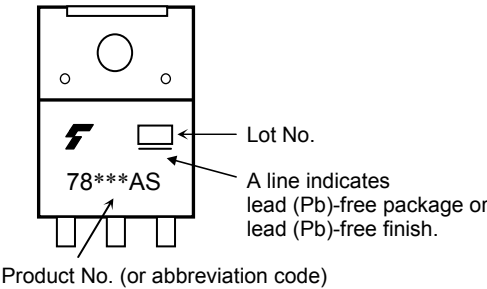 Lot No.
78***AS
A line indicates
lead (Pb)-free package or
lead (Pb)-free finish.
Product No. (or abbreviation code)